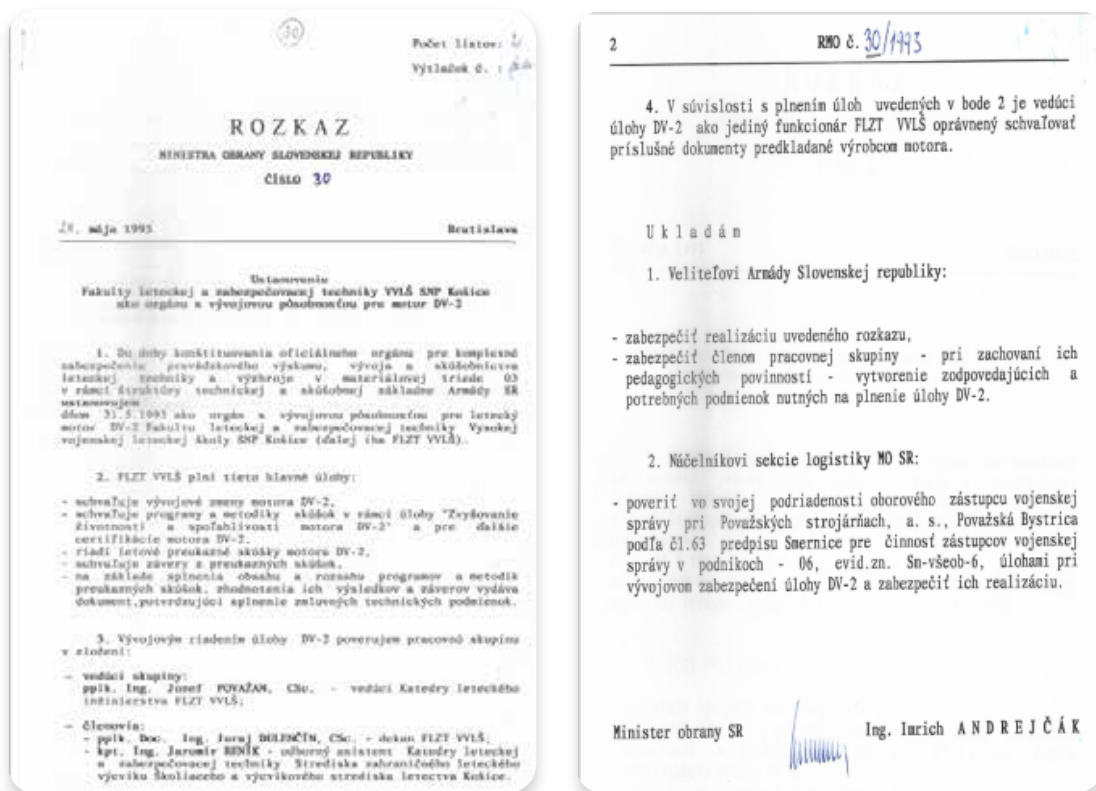 30
Počet listov: 2
Výtlačok č. :
ROZKAZ
MINISTRA OBRANY SLOVENSKEJ REPUBLIKY
ČÍSLO 30
mája 1993 Bratislava
Ustanovenie
Fakulty leteckej a zabezpečovacej techniky VVLŠ SNP Košice
ako orgánu s vývojovou pôsobnosťou pre motor DV-2
1. Do doby konštituovania oficiálneho orgánu pre komplexné
zabezpečenie prevádzkového výskumu, vývoja a skúšobníctva
leteckej techniky a výzbroje v materiálovej triede 03
v rámci štruktúry technickej a skúšobnej základne Armády SR
ustanovujem
dňom 31.5.1993 ako orgán s vývojovou pôsobnosťou pre letecký
motor DV-2 Fakultu leteckej a zabezpečovacej techniky Vysokej
vojenskej leteckej školy SNP Košice (ďalej iba FLZT VVLŠ).
2. FLZT VVLŠ plní tieto hlavné úlohy:
- schvaľuje vývojové zmeny motora DV-2,
- schvaľuje programy a metodiky skúšok v rámci úlohy "Zvyšovanie
životnosti a spoľahlivosti motora DV-2" a pre ďalšie
certifikácie motora DV-2,
- riadi letové preukazné skúšky motora DV-2,
- schvaľuje závery z preukazných skúšok,
- na základe splnenia obsahu a rozsahu programov a metodík
preukazných skúšok, zhodnotenia ich výsledkov a záverov vydáva
dokument,potvrdzujúci splnenie zmluvných technických podmienok.
3. Vývojovým riadením úlohy DV-2 poverujem pracovnú skupinu
v zložení:
- vedúci skupiny:
pplk. Ing. Jozef POVAŽAN, CSc. - vedúci Katedry leteckého
inžinierstva FLZT VVLŠ;
- členovia:
- pplk. Doc. Ing. Juraj - dekan FLZT VVLŠ;
- kpt. Ing. Jaromír - odborný asistent Katedry leteckej
a zabezpečovacej techniky Strediska zahraničného leteckého
výcviku Školiaceho a výcvikového strediska letectva Košice.
2 RMO č. 30/1993
4. V súvislosti s plnením úloh uvedených v bode 2 je vedúci
úlohy DV-2 ako jediný funkcionár FLZT VVLŠ oprávnený schvaľovať
príslušné dokumenty predkladané výrobcom motora.
U k l a d á m
1. Veliteľovi Armády Slovenskej republiky:
- zabezpečiť realizáciu uvedeného rozkazu,
- zabezpečiť členom pracovnej skupiny - pri zachovaní ich
pedagogických povinností - vytvorenie zodpovedajúcich a
potrebných podmienok nutných na plnenie úlohy DV-2.
2. Náčelníkovi sekcie logistiky MO SR:
- poveriť vo svojej podriadenosti oborového zástupcu vojenskej
správy pri Považských strojárňach, a. s., Považská Bystrica
podľa čl.63 predpisu Smernice pre činnosť zástupcov vojenskej
správy v podnikoch - 06, evid.zn. Sn-všeob-6, úlohami pri
vývojovom zabezpečení úlohy DV-2 a zabezpečiť ich realizáciu.
Minister obrany SR Ing. Imrich A N D R E J Č Á K